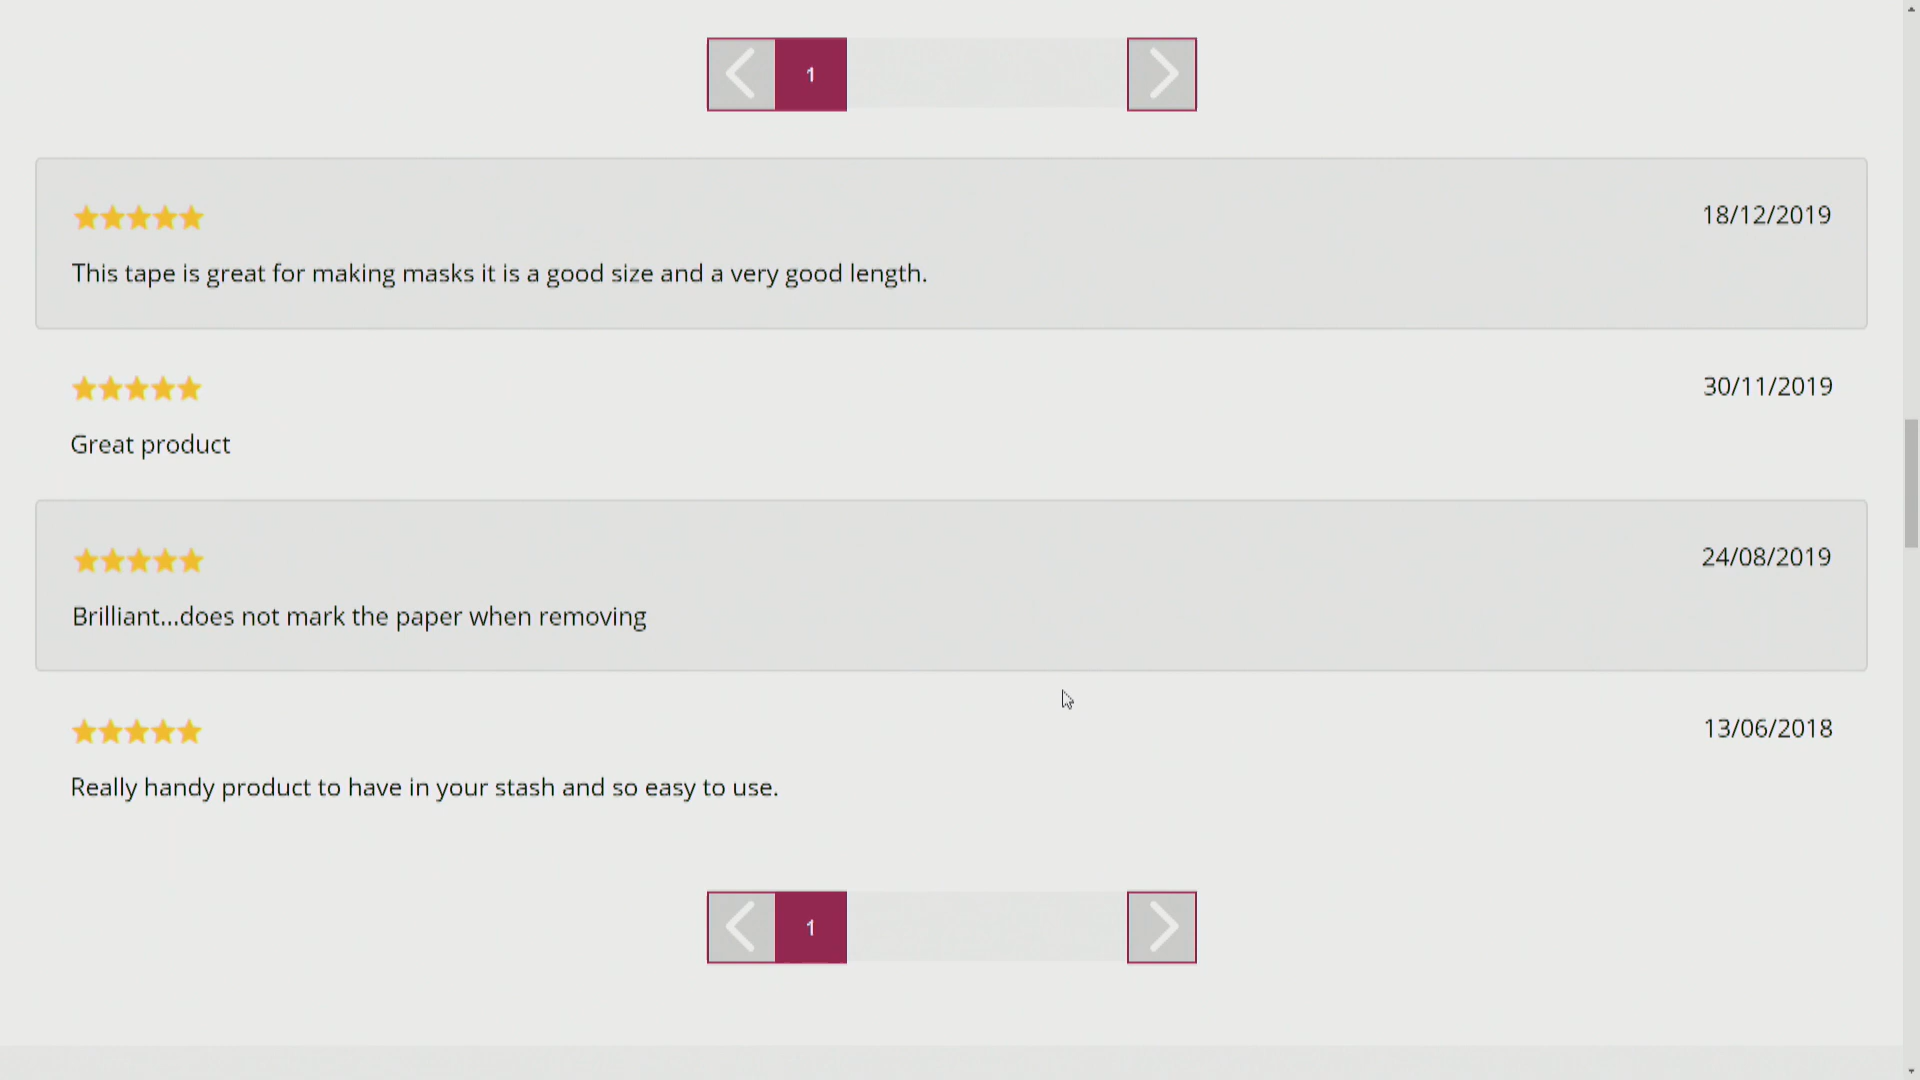 1
18/12/2019
This tape is great for making masks it is a good size and a very good length.
30/11/2019
Great product
24/08/2019
Brilliant...does not mark the paper when removing
13/06/2018
Really handy product to have in your stash and so easy to use.
1